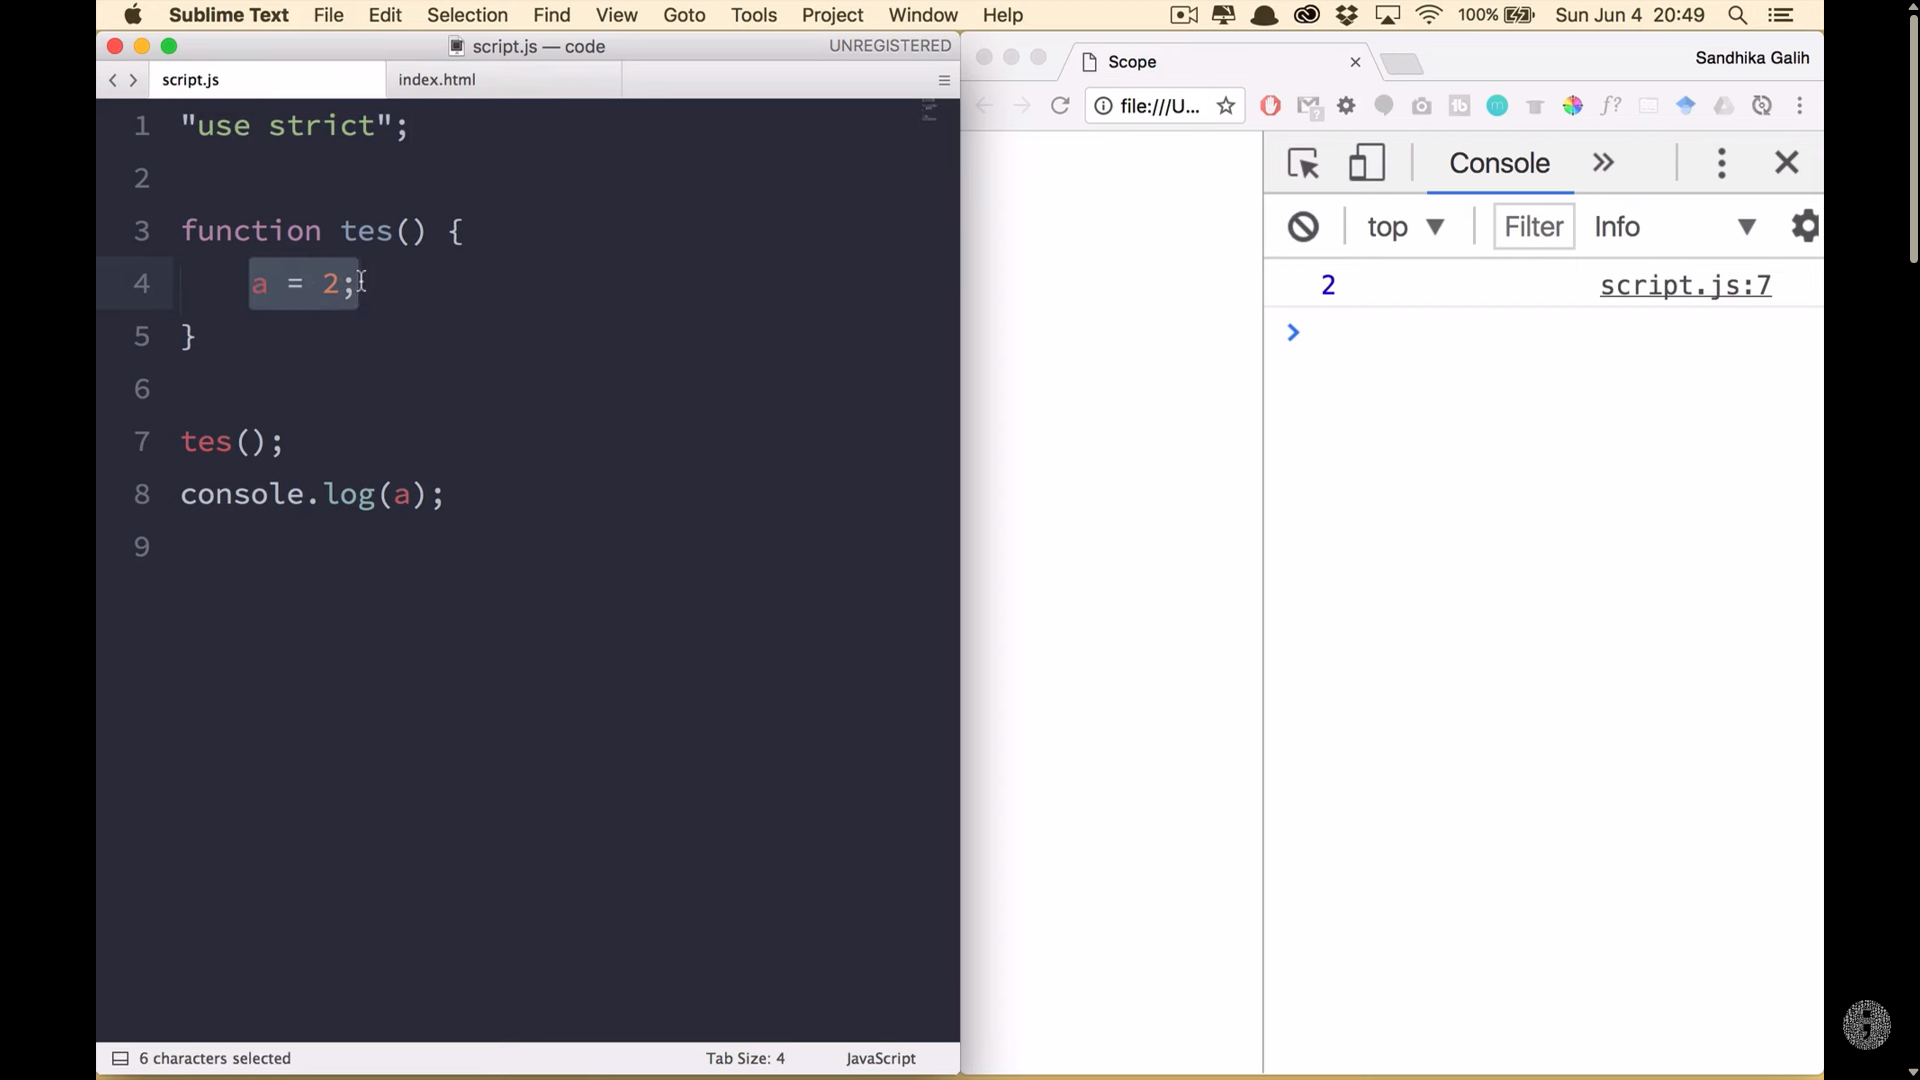 Sublime Text File Edit Selection Find View Goto Tools Project Window Help 100% Sun Jun 4 20:49
script.js — code UNREGISTERED
script.js index.html
1 "use strict";
2
3 function tes() {
4 a = 2;
5 }
6
7 tes();
8 console.log(a);
9
6 characters selected Tab Size: 4 JavaScript
Scope Sandhika Galih
file:///U...
Console
top Filter Info
2 script.js:7